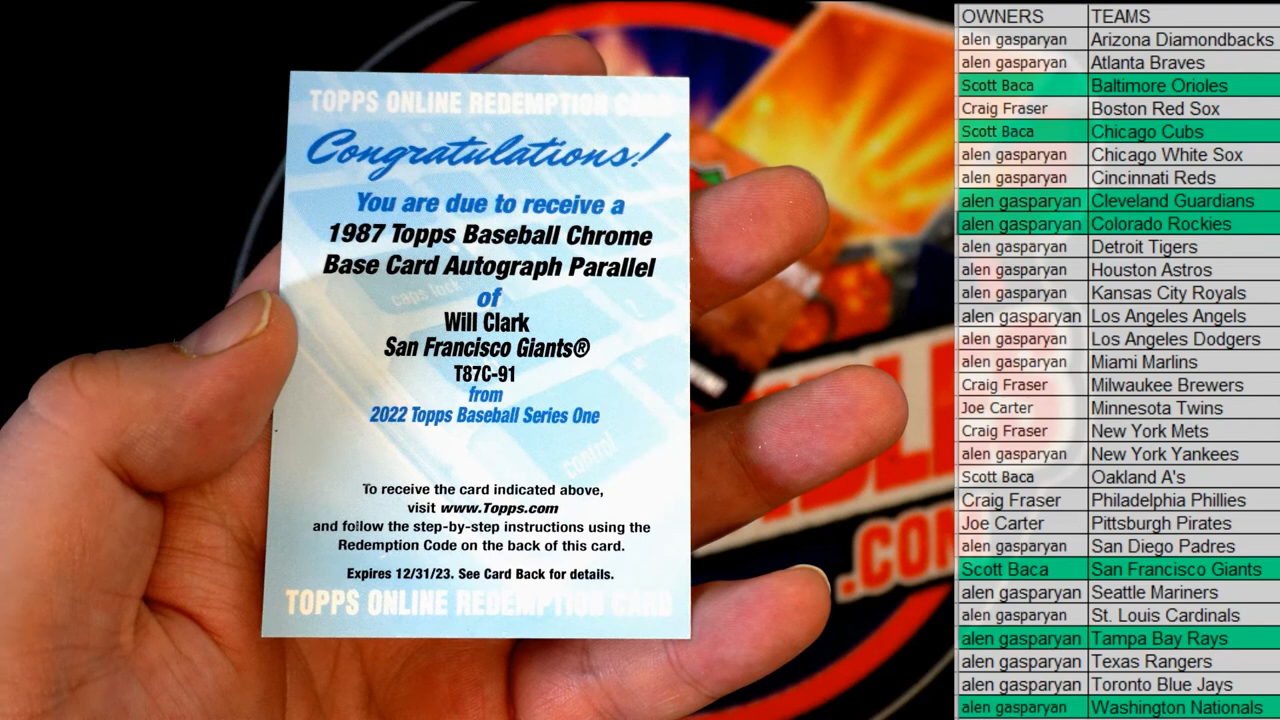 TOPPS ONLINE REDEMPTION CARD
Congratulations!
You are due to receive a
1987 Topps Baseball Chrome
Base Card Autograph Parallel
of
Will Clark
San Francisco Giants®
T87C-91
from
2022 Topps Baseball Series One
To receive the card indicated above,
visit www.Topps.com
and follow the step-by-step instructions using the
Redemption Code on the back of this card.
Expires 12/31/23. See Card Back for details.
TOPPS ONLINE REDEMPTION CARD
caps lock
control
.COM
OWNERS TEAMS
alen gasparyan Arizona Diamondbacks
alen gasparyan Atlanta Braves
Scott Baca Baltimore Orioles
Craig Fraser Boston Red Sox
Scott Baca Chicago Cubs
alen gasparyan Chicago White Sox
alen gasparyan Cincinnati Reds
alen gasparyan Cleveland Guardians
alen gasparyan Colorado Rockies
alen gasparyan Detroit Tigers
alen gasparyan Houston Astros
alen gasparyan Kansas City Royals
alen gasparyan Los Angeles Angels
alen gasparyan Los Angeles Dodgers
alen gasparyan Miami Marlins
Craig Fraser Milwaukee Brewers
Joe Carter Minnesota Twins
Craig Fraser New York Mets
alen gasparyan New York Yankees
Scott Baca Oakland A's
Craig Fraser Philadelphia Phillies
Joe Carter Pittsburgh Pirates
alen gasparyan San Diego Padres
Scott Baca San Francisco Giants
alen gasparyan Seattle Mariners
alen gasparyan St. Louis Cardinals
alen gasparyan Tampa Bay Rays
alen gasparyan Texas Rangers
alen gasparyan Toronto Blue Jays
alen gasparyan Washington Nationals